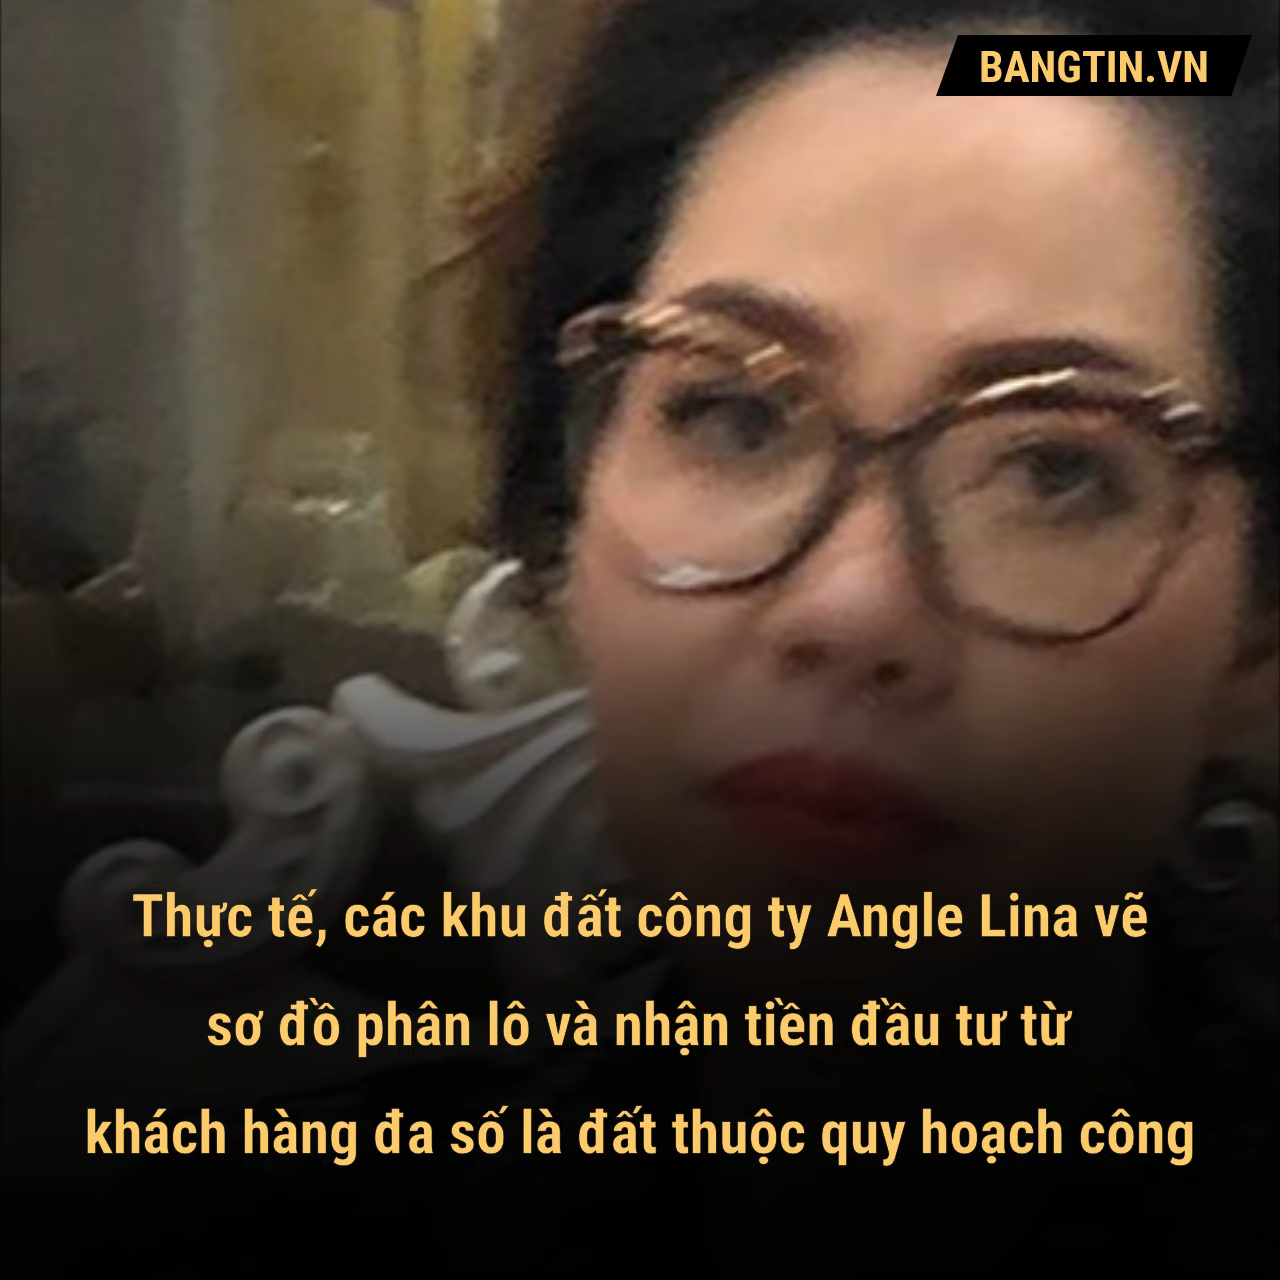 BANGTIN.VN
Thực tế, các khu đất công ty Angle Lina vẽ
sơ đồ phân lô và nhận tiền đầu tư từ
khách hàng đa số là đất thuộc quy hoạch công